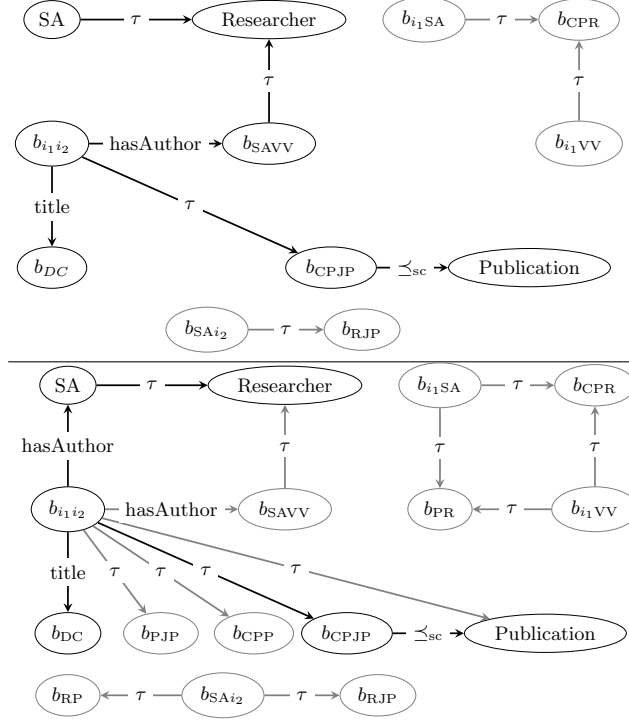 SA τ Researcher b_{i₁SA} τ b_{CPR}
τ τ
b_{i₁i₂} hasAuthor b_{SAVV} b_{i₁VV}
title τ
b_{DC} b_{CPJP} ⪯_{sc} Publication
b_{SAi₂} τ b_{RJP}
SA τ Researcher b_{i₁SA} τ b_{CPR}
hasAuthor τ τ τ
b_{i₁i₂} hasAuthor b_{SAVV} b_{PR} τ b_{i₁VV}
title τ τ τ τ
b_{DC} b_{PJP} b_{CPP} b_{CPJP} ⪯_{sc} Publication
b_{RP} τ b_{SAi₂} τ b_{RJP}